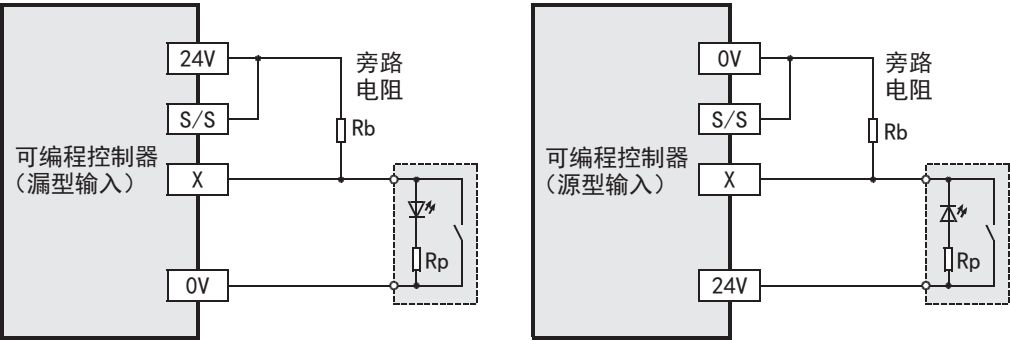 24V
旁路
电阻
S/S
Rb
可编程控制器
（漏型输入）
X
Rp
0V
0V
旁路
电阻
S/S
Rb
可编程控制器
（源型输入）
X
Rp
24V